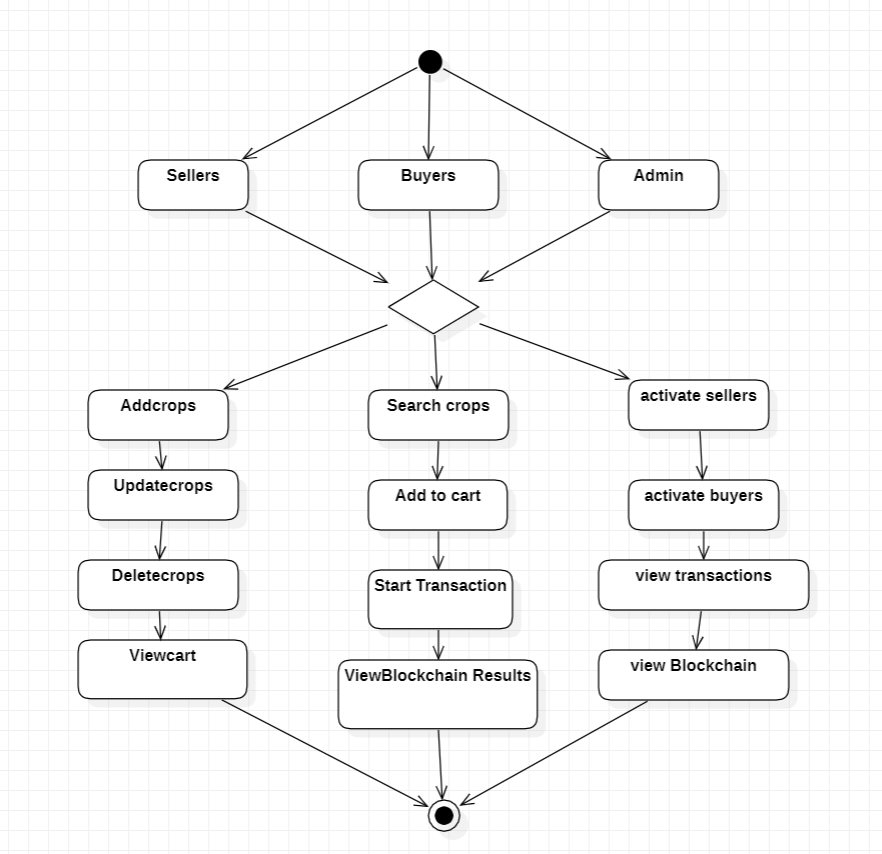 Sellers
Buyers
Admin
Addcrops
Search crops
activate sellers
Updatecrops
Add to cart
activate buyers
Deletecrops
Start Transaction
view transactions
Viewcart
ViewBlockchain Results
view Blockchain